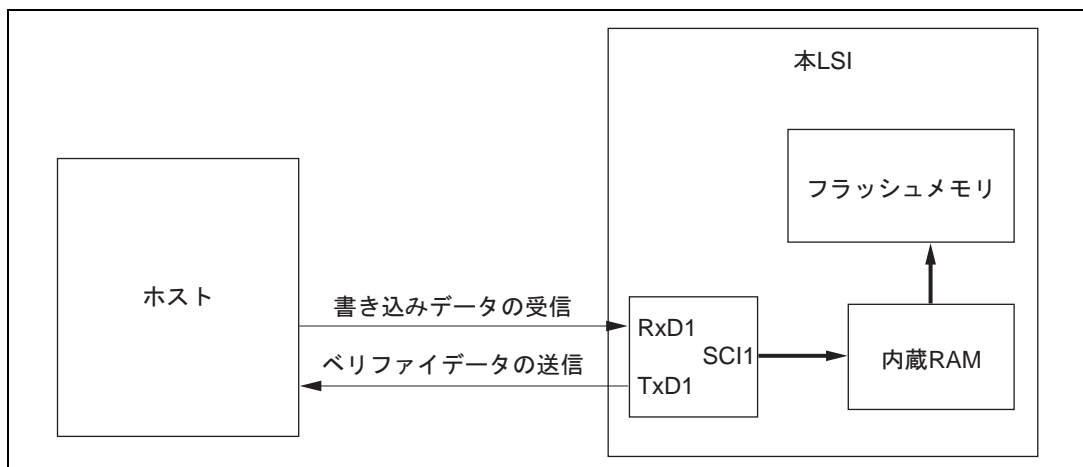 本LSI
フラッシュメモリ
ホスト
書き込みデータの受信
RxD1
SCI1
内蔵RAM
ベリファイデータの送信
TxD1